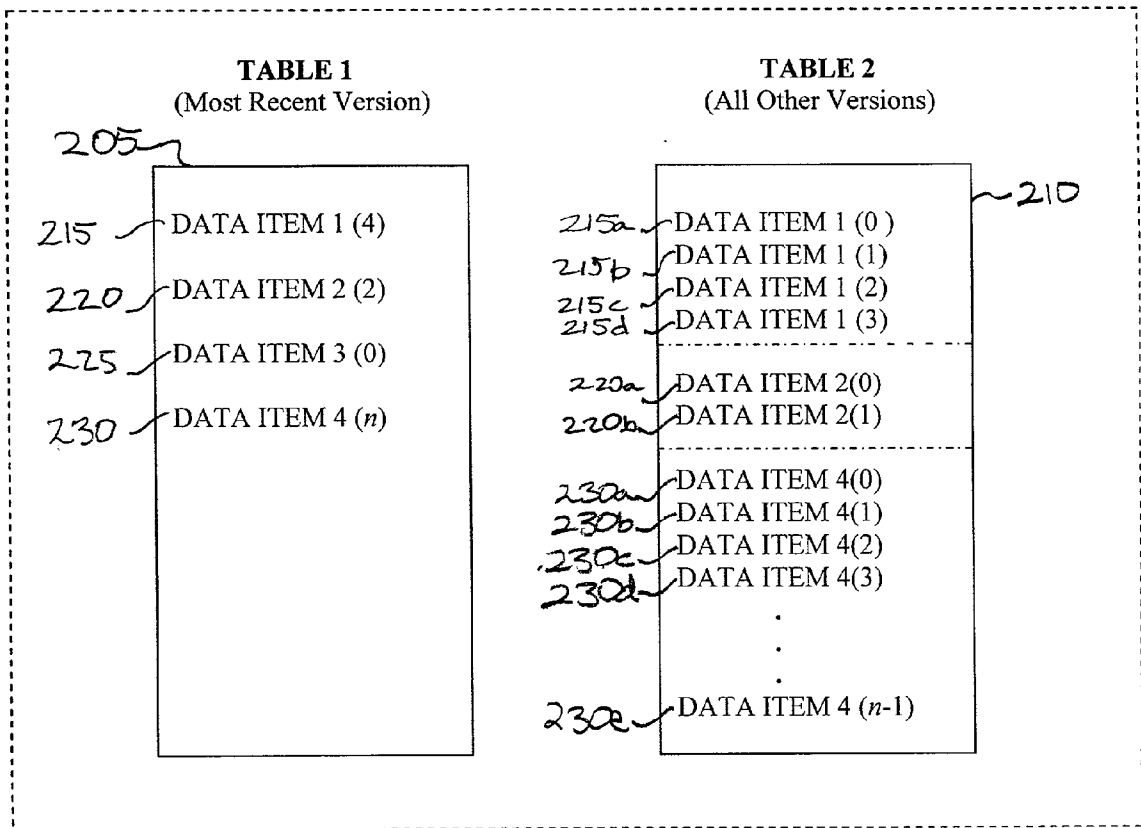 TABLE 1
(Most Recent Version)
205
215 DATA ITEM 1 (4)
220 DATA ITEM 2 (2)
225 DATA ITEM 3 (0)
230 DATA ITEM 4 (n)
TABLE 2
(All Other Versions)
210
215a DATA ITEM 1 (0 )
215b DATA ITEM 1 (1)
215c DATA ITEM 1 (2)
215d DATA ITEM 1 (3)
220a DATA ITEM 2(0)
220b DATA ITEM 2(1)
230a DATA ITEM 4(0)
230b DATA ITEM 4(1)
230c DATA ITEM 4(2)
230d DATA ITEM 4(3)
230e DATA ITEM 4 (n-1)